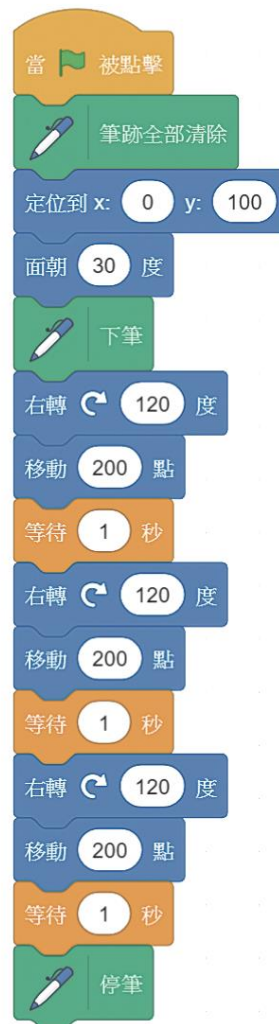 當 被點擊
筆跡全部清除
定位到 x: 0 y: 100
面朝 30 度
下筆
右轉 120 度
移動 200 點
等待 1 秒
右轉 120 度
移動 200 點
等待 1 秒
右轉 120 度
移動 200 點
等待 1 秒
停筆